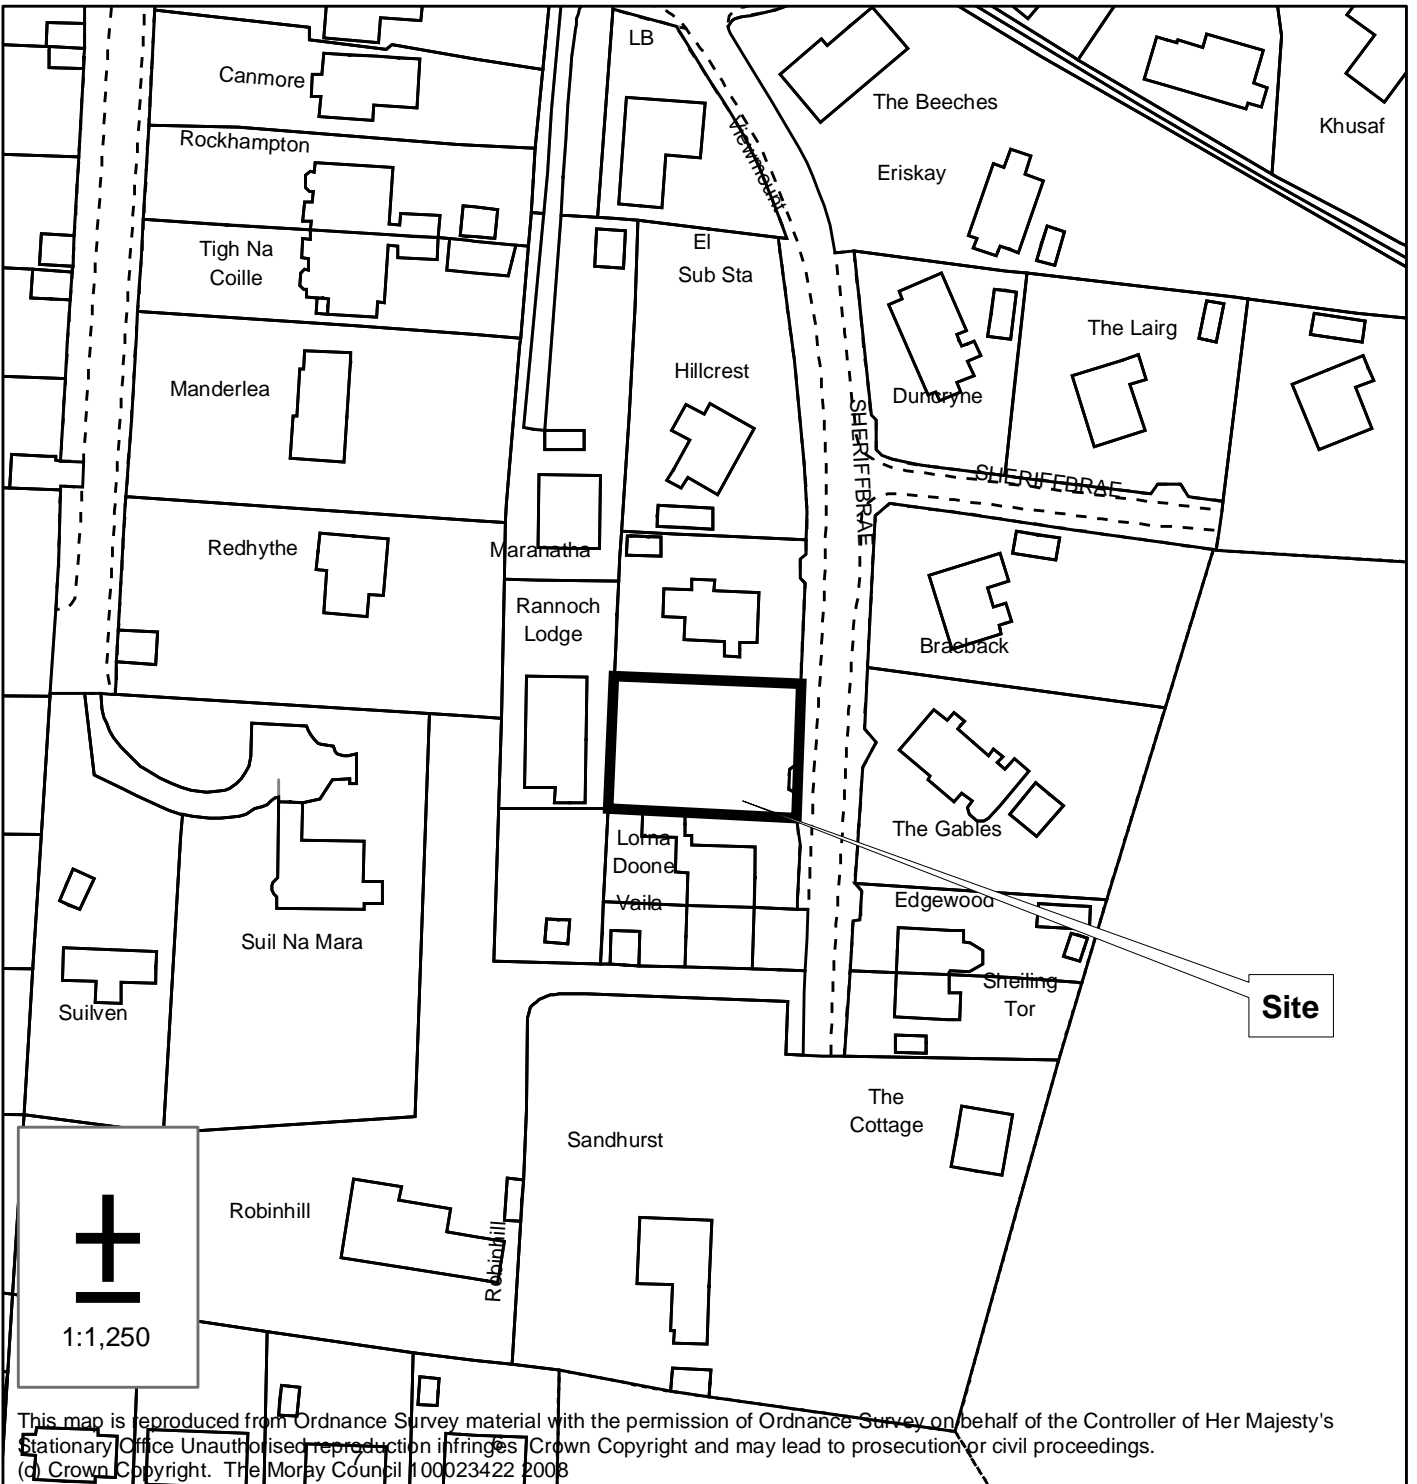 LB
Canmore
The Beeches
Khusaf
Rockhampton
Viewmount
Eriskay
Tigh Na
Coille
El
Sub Sta
The Lairg
Hillcrest
Manderlea
Duncryne
SHERIFFBRAE
SHERIFFBRAE
Redhythe
Maranatha
Rannoch
Lodge
Braeback
The Gables
Lorna
Doone
Vaila
Edgewood
Suil Na Mara
Sheiling
Tor
Suilven
Site
The
Cottage
Sandhurst
Robinhill
Robinhill
1:1,250
This map is reproduced from Ordnance Survey material with the permission of Ordnance Survey on behalf of the Controller of Her Majesty's
Stationary Office Unauthorised reproduction infringes Crown Copyright and may lead to prosecution or civil proceedings.
(c) Crown Copyright. The Moray Council 100023422 2008
7